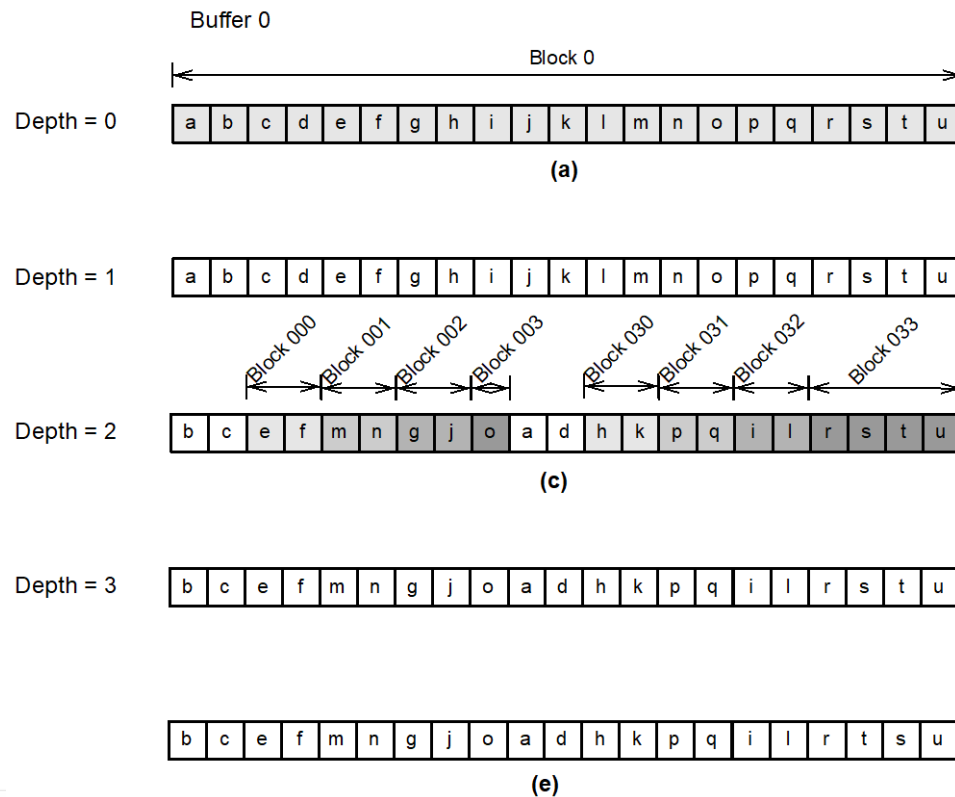 Buffer 0
Block 0
Depth = 0 a b c d e f g h i j k l m n o p q r s t u
(a)
Depth = 1 a b c d e f g h i j k l m n o p q r s t u
Block 000 Block 001 Block 002 Block 003 Block 030 Block 031 Block 032 Block 033
Depth = 2 b c e f m n g j o a d h k p q i l r s t u
(c)
Depth = 3 b c e f m n g j o a d h k p q i l r s t u
b c e f m n g j o a d h k p q i l r t s u
(e)